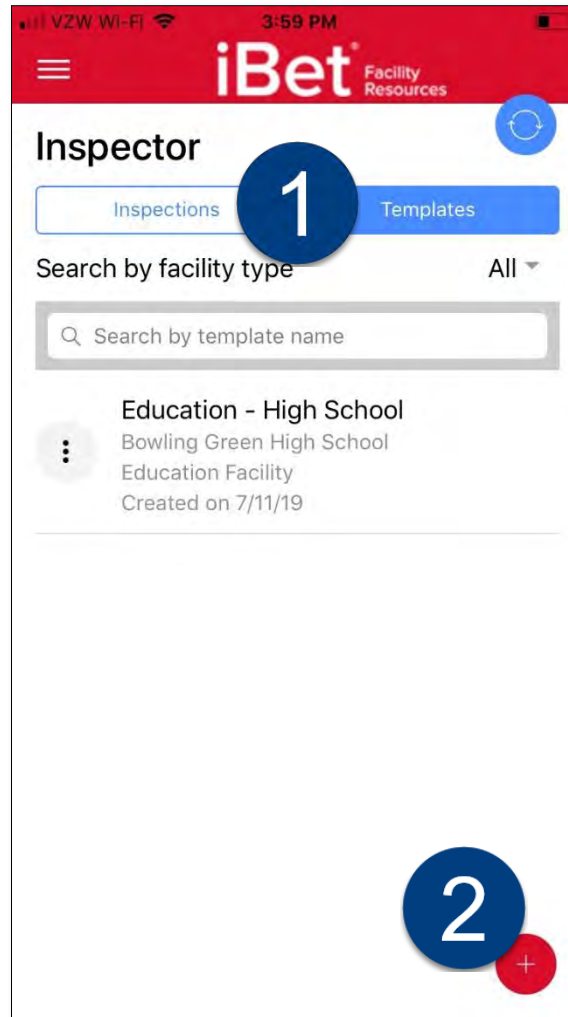 VZW Wi-Fi 3:59 PM
iBet® Facility Resources
Inspector
Inspections 1 Templates
Search by facility type All
Search by template name
Education - High School
Bowling Green High School
Education Facility
Created on 7/11/19
2
+